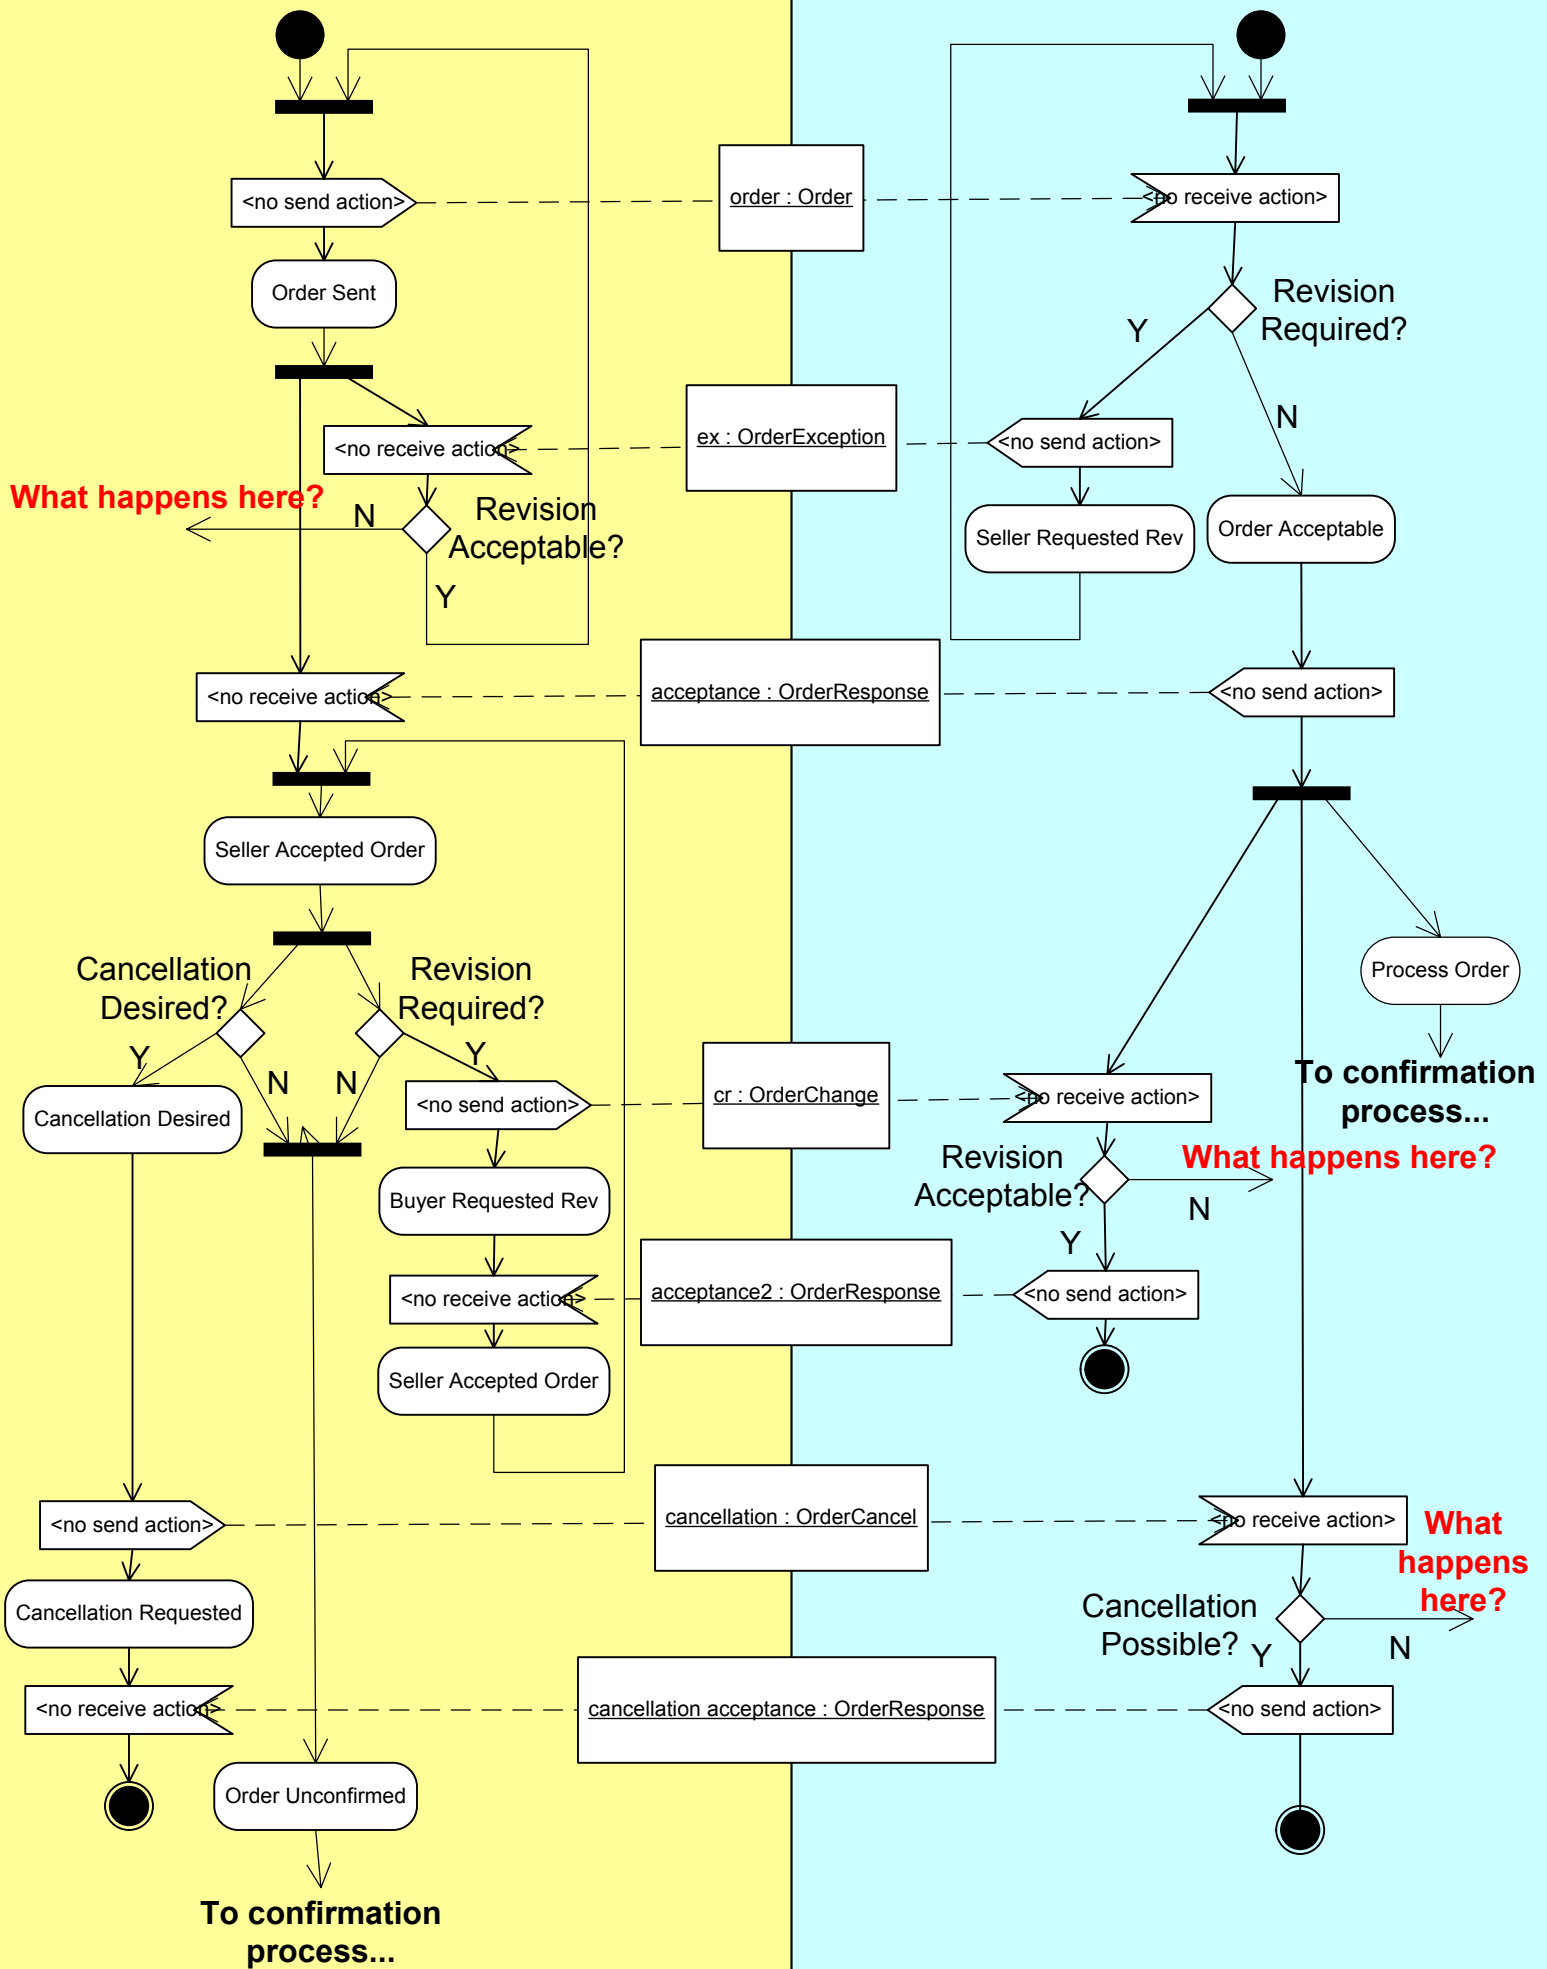 <no send action>
order : Order
<no receive action>
Order Sent
Revision
Required?
Y
N
<no receive action>
ex : OrderException
<no send action>
What happens here?
N
Revision
Acceptable?
Y
Seller Requested Rev
Order Acceptable
<no receive action>
acceptance : OrderResponse
<no send action>
Seller Accepted Order
Cancellation
Desired?
Revision
Required?
Process Order
Y
N
N
Y
To confirmation
process...
Cancellation Desired
<no send action>
cr : OrderChange
<no receive action>
Revision
Acceptable?
What happens here?
N
Y
Buyer Requested Rev
<no receive action>
acceptance2 : OrderResponse
<no send action>
Seller Accepted Order
<no send action>
cancellation : OrderCancel
<no receive action>
What
happens
here?
Cancellation Requested
Cancellation
Possible?
Y
N
<no receive action>
cancellation acceptance : OrderResponse
<no send action>
Order Unconfirmed
To confirmation
process...